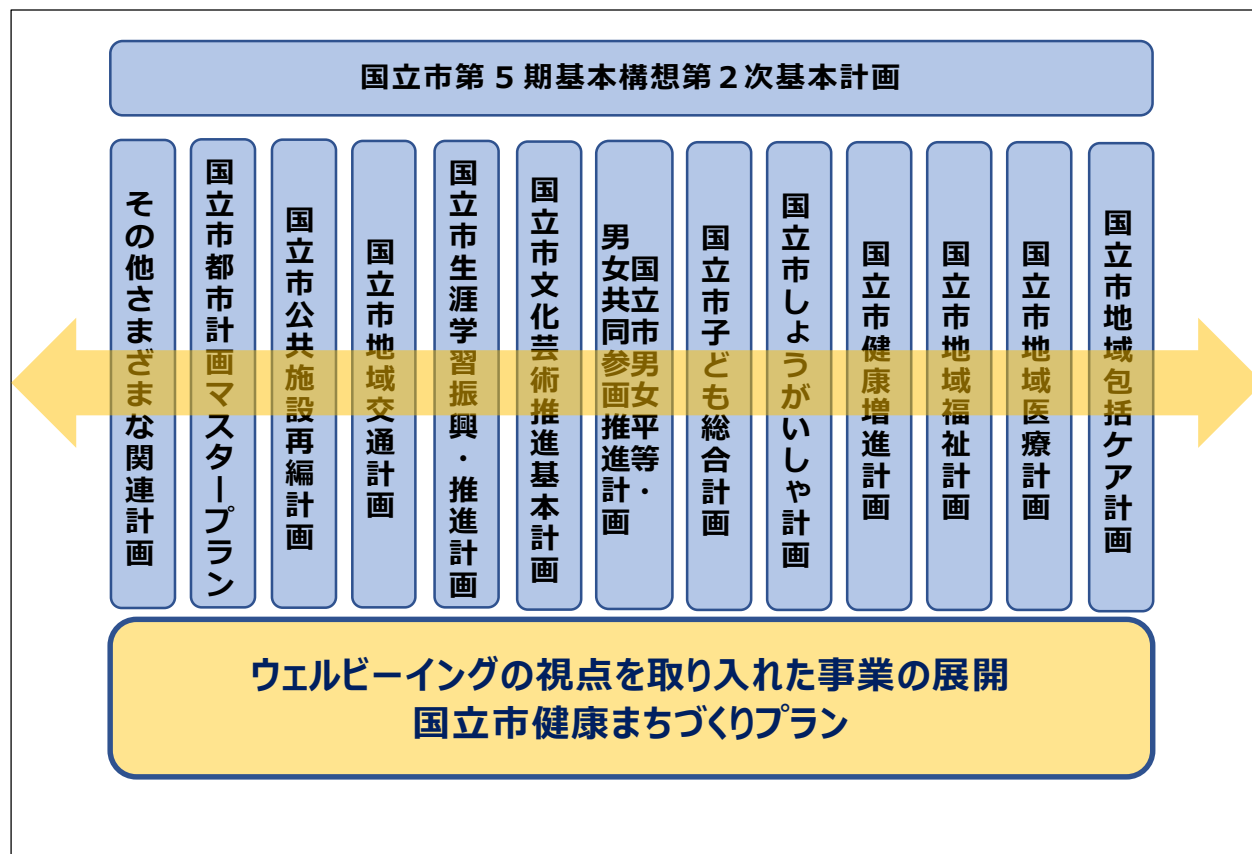 国立市第５期基本構想第２次基本計画
その他さまざまな関連計画
国立市都市計画マスタープラン
国立市公共施設再編計画
国立市地域交通計画
国立市生涯学習振興・推進計画
国立市文化芸術推進基本計画
国立市男女平等・
男女共同参画推進計画
国立市子ども総合計画
国立市しょうがいしゃ計画
国立市健康増進計画
国立市地域福祉計画
国立市地域医療計画
国立市地域包括ケア計画
ウェルビーイングの視点を取り入れた事業の展開
国立市健康まちづくりプラン